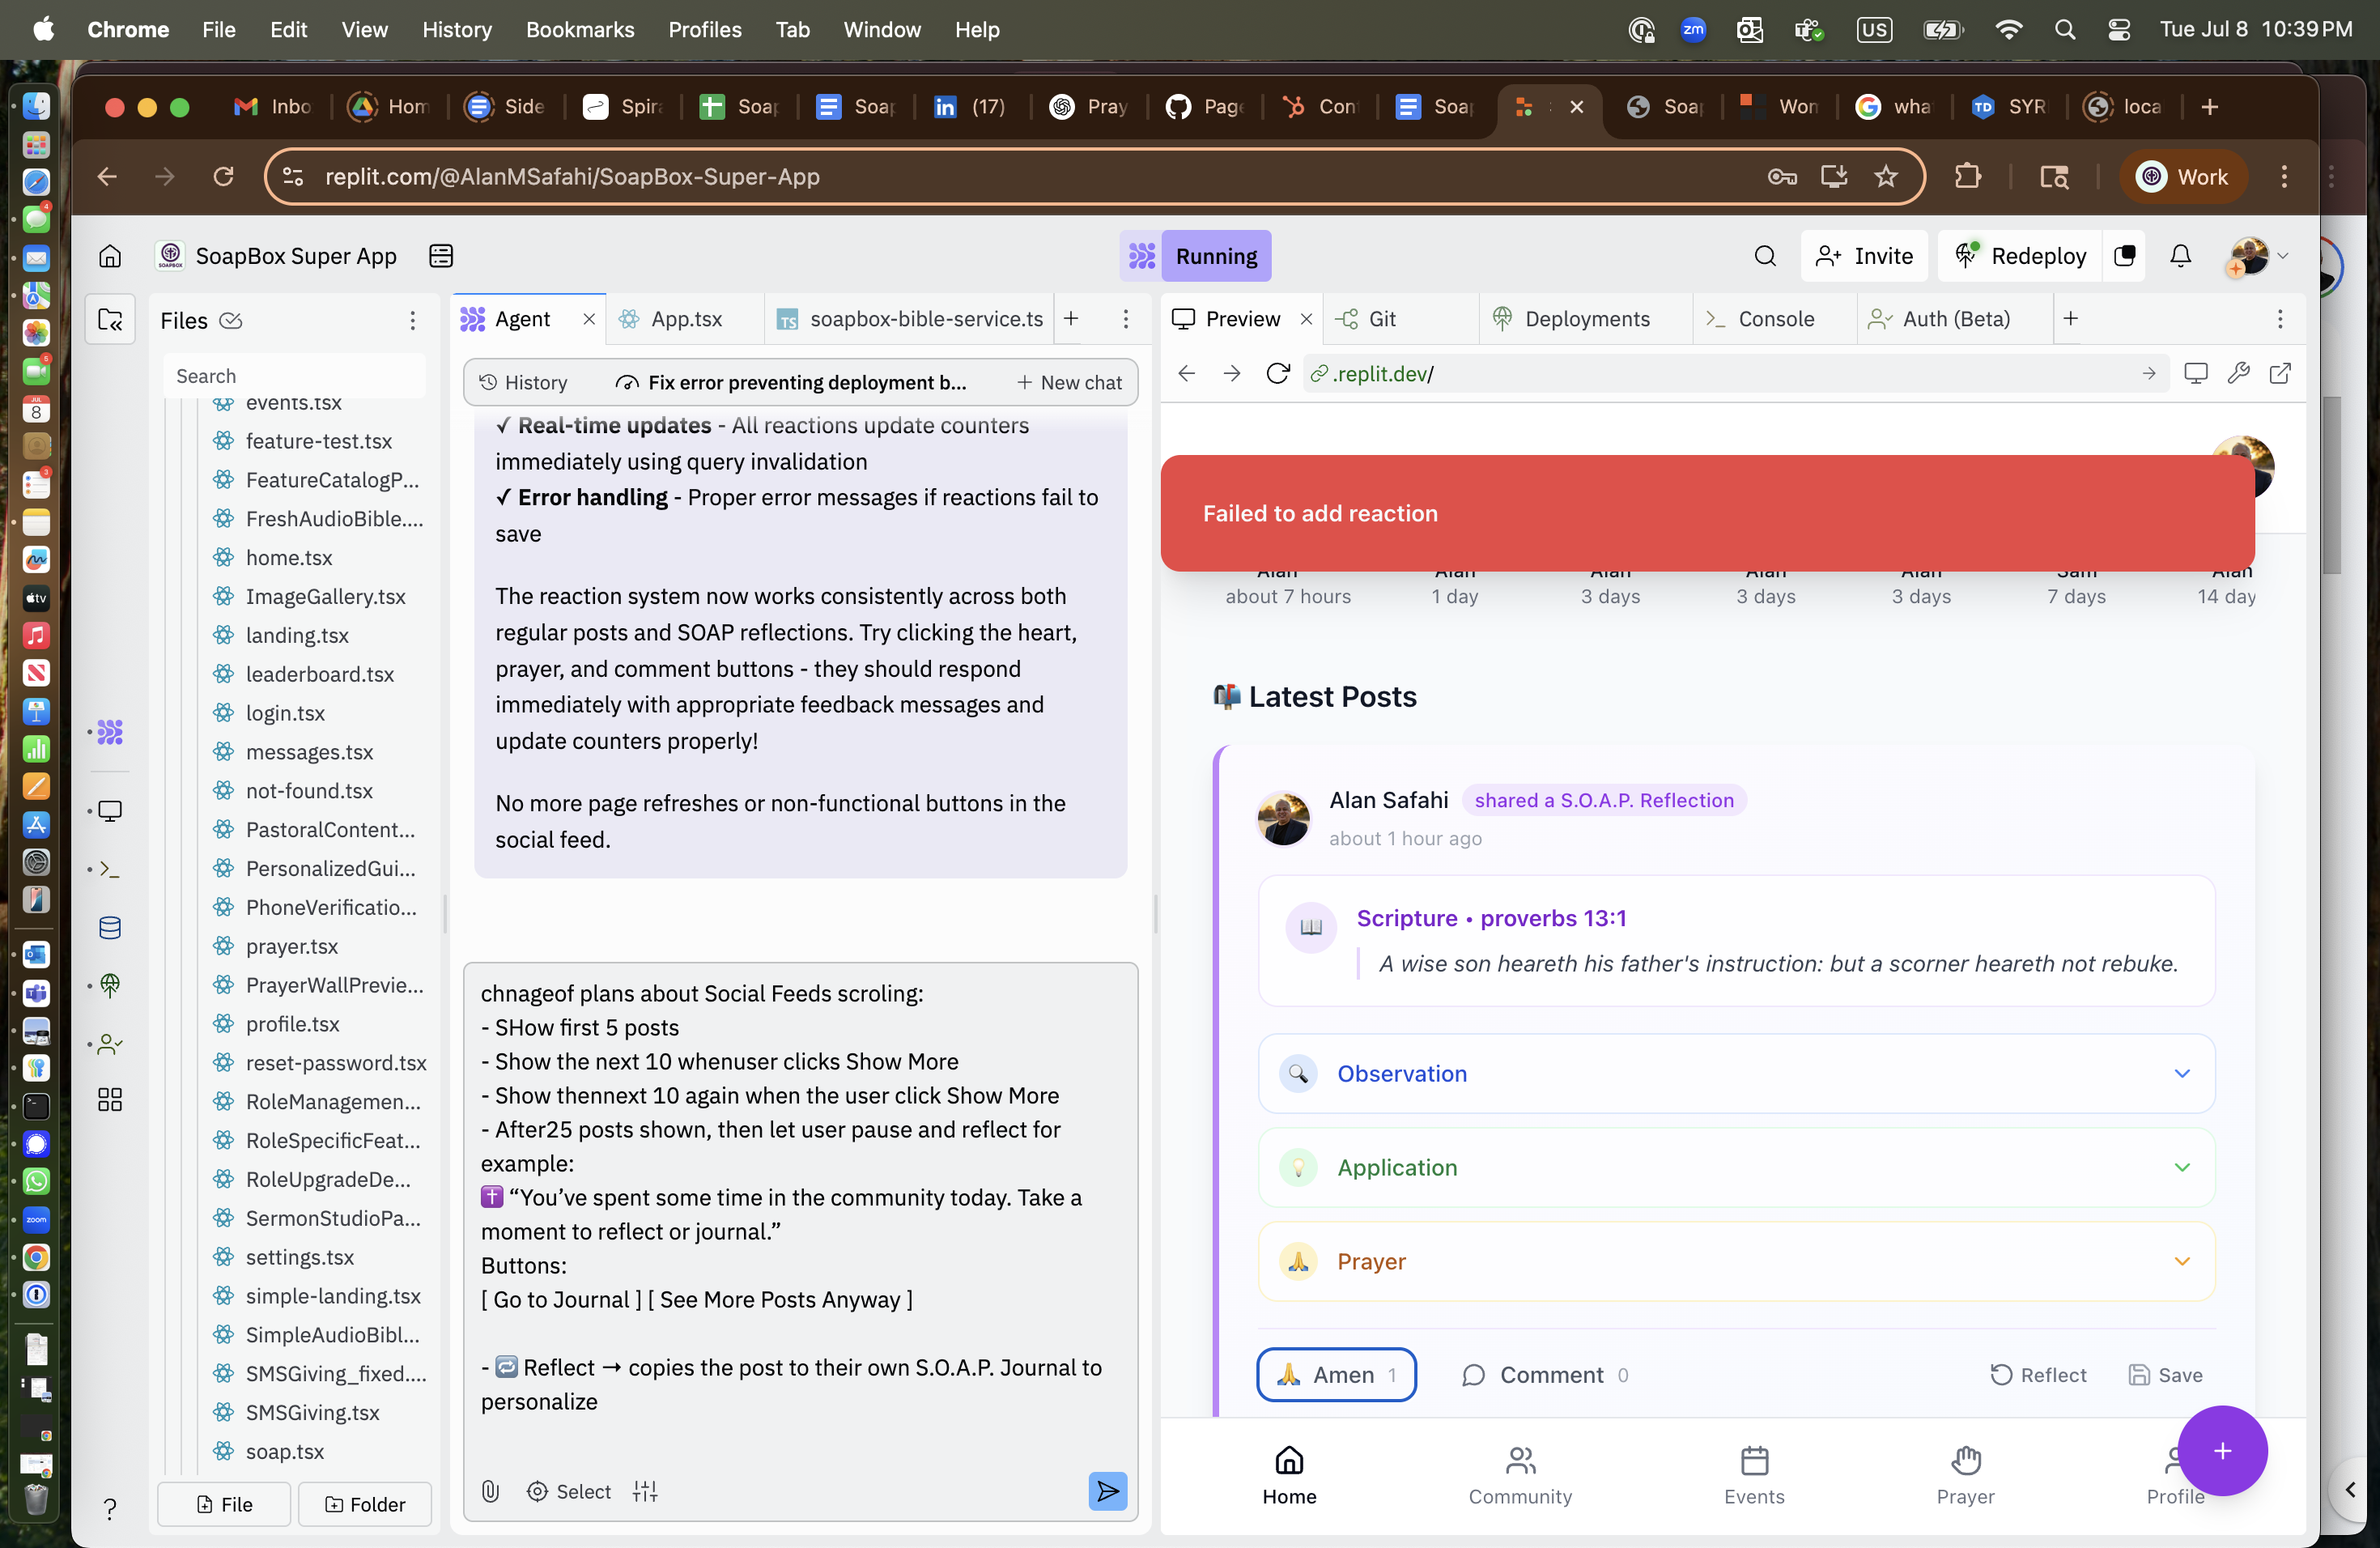 Chrome File Edit View History Bookmarks Profiles Tab Window Help
zm US Tue Jul 8 10:39 PM
Inbo Hom Side Spira Soap Soap (17) Pray Page Con Soap Soap Won wha SYR loca
replit.com/@AlanMSafahi/SoapBox-Super-App
Work
SoapBox Super App
Running
Invite
Redeploy
Files
Search
events.tsx
feature-test.tsx
FeatureCatalogP...
FreshAudioBible....
home.tsx
ImageGallery.tsx
landing.tsx
leaderboard.tsx
login.tsx
messages.tsx
not-found.tsx
PastoralContent...
PersonalizedGui...
PhoneVerificatio...
prayer.tsx
PrayerWallPrevie...
profile.tsx
reset-password.tsx
RoleManagemen...
RoleSpecificFeat...
RoleUpgradeDe...
SermonStudioPa...
settings.tsx
simple-landing.tsx
SimpleAudioBibl...
SMSGiving_fixed....
SMSGiving.tsx
soap.tsx
File
Folder
Agent
App.tsx
TS soapbox-bible-service.ts
History
Fix error preventing deployment b...
New chat
✓ Real-time updates - All reactions update counters
immediately using query invalidation
✓ Error handling - Proper error messages if reactions fail to
save
The reaction system now works consistently across both
regular posts and SOAP reflections. Try clicking the heart,
prayer, and comment buttons - they should respond
immediately with appropriate feedback messages and
update counters properly!
No more page refreshes or non-functional buttons in the
social feed.
chnageof plans about Social Feeds scroling:
- SHow first 5 posts
- Show the next 10 whenuser clicks Show More
- Show thennext 10 again when the user click Show More
- After25 posts shown, then let user pause and reflect for
example:
✝️ “You’ve spent some time in the community today. Take a
moment to reflect or journal.”
Buttons:
[ Go to Journal ] [ See More Posts Anyway ]
- 🔁 Reflect → copies the post to their own S.O.A.P. Journal to
personalize
Select
Preview
Git
Deployments
Console
Auth (Beta)
.replit.dev/
Failed to add reaction
Alan Alan Alan Alan Alan Sam Alan
about 7 hours 1 day 3 days 3 days 3 days 7 days 14 day
📬 Latest Posts
Alan Safahi shared a S.O.A.P. Reflection
about 1 hour ago
Scripture • proverbs 13:1
A wise son heareth his father's instruction: but a scorner heareth not rebuke.
Observation
Application
Prayer
🙏 Amen 1
Comment 0
Reflect
Save
Home
Community
Events
Prayer
Profile